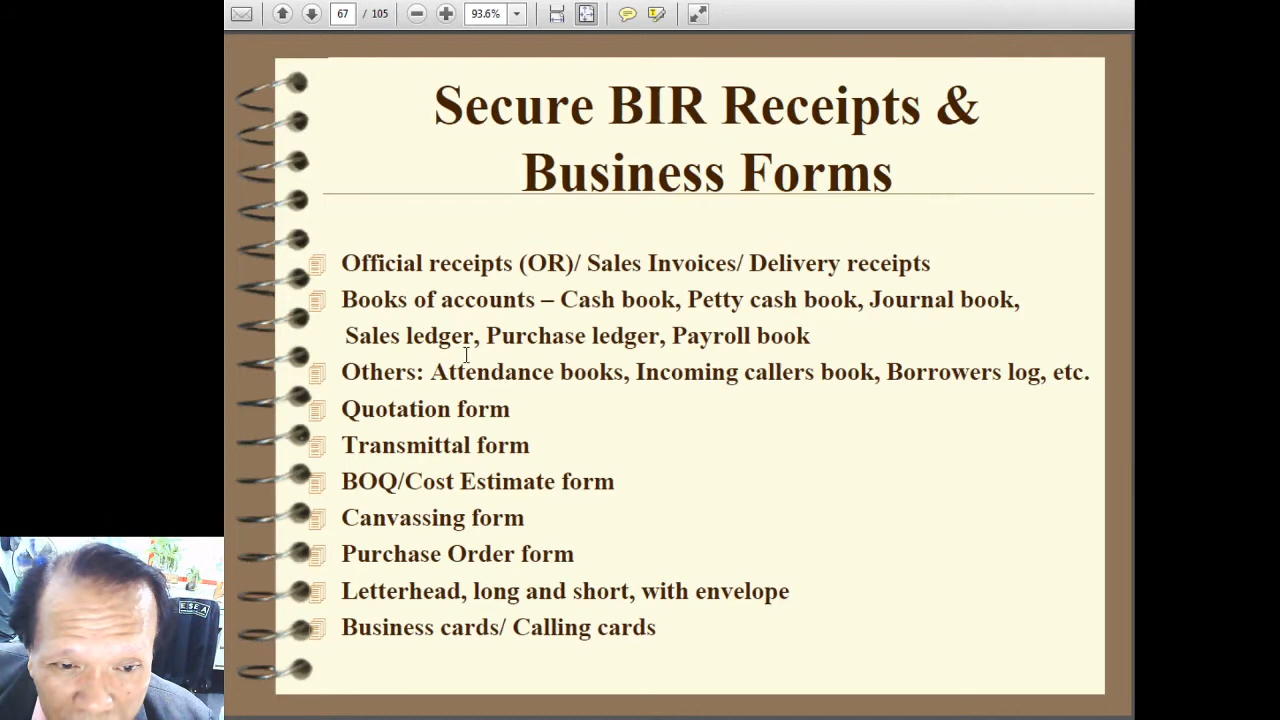 67 / 105
93.6%
Secure BIR Receipts &
Business Forms
Official receipts (OR)/ Sales Invoices/ Delivery receipts
Books of accounts – Cash book, Petty cash book, Journal book,
Sales ledger, Purchase ledger, Payroll book
Others: Attendance books, Incoming callers book, Borrowers log, etc.
Quotation form
Transmittal form
BOQ/Cost Estimate form
Canvassing form
Purchase Order form
Letterhead, long and short, with envelope
Business cards/ Calling cards
ESEA